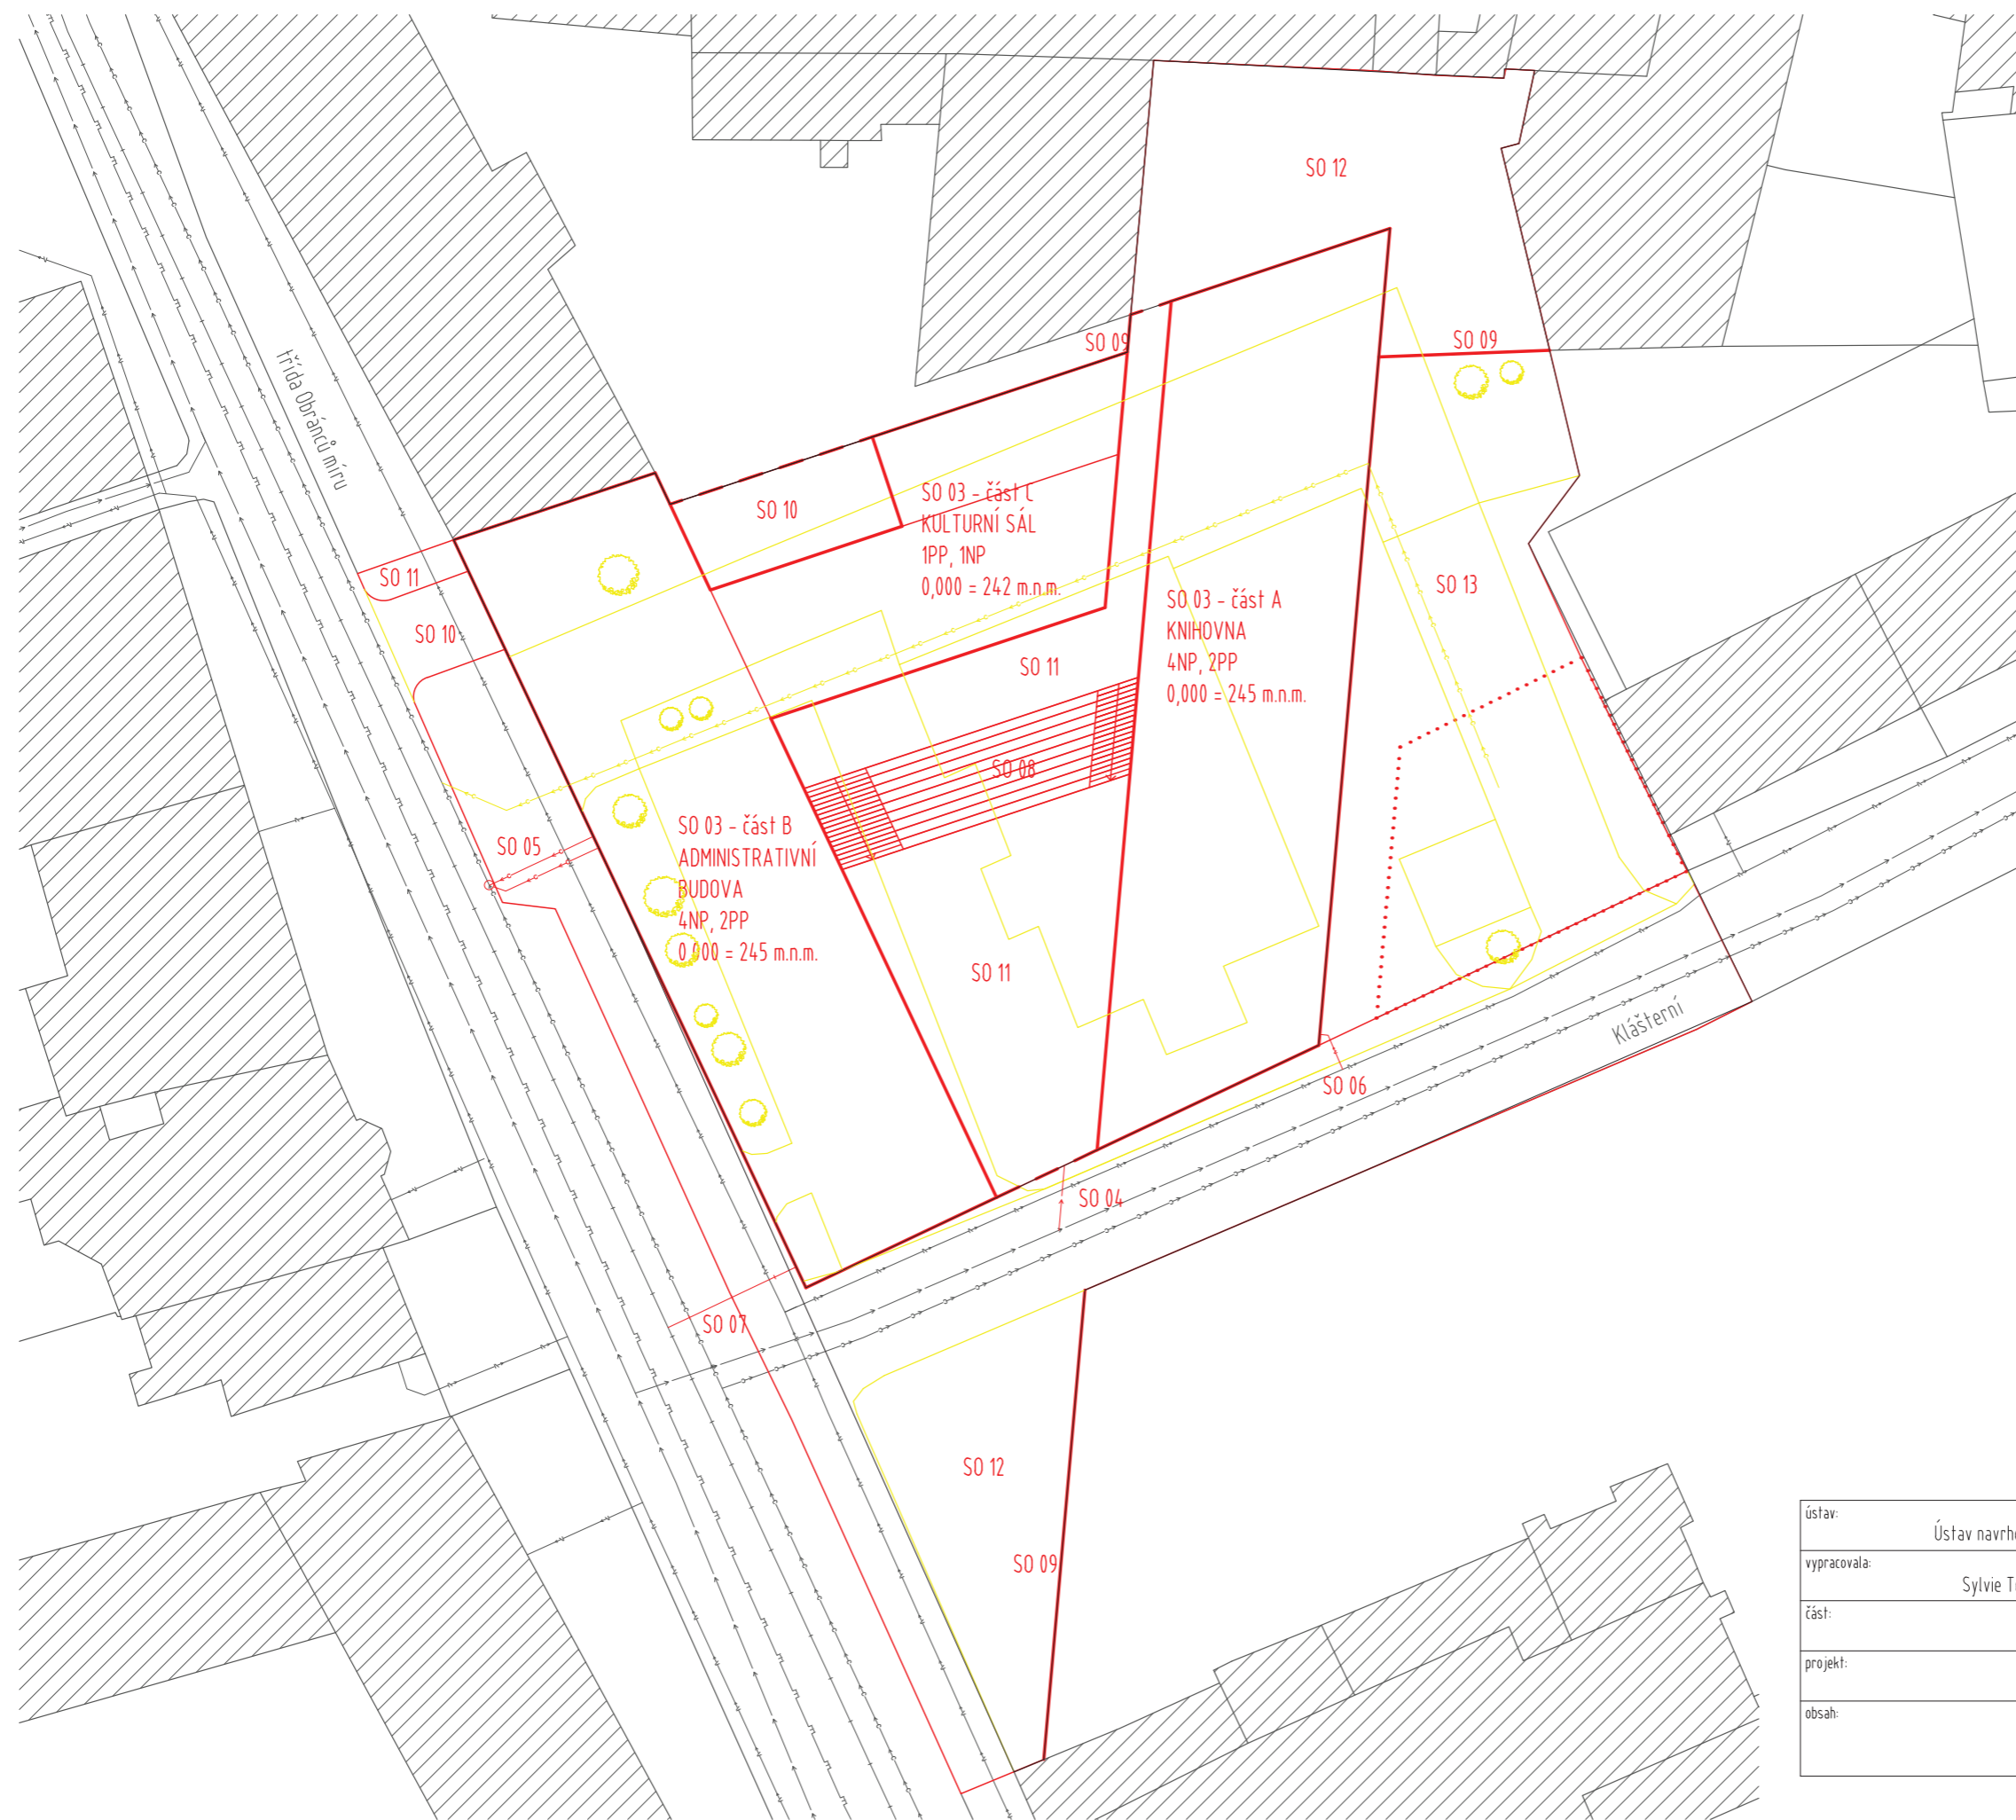 SO 12
SO 09
SO 09
třída Obránců míru
SO 03 - část C
KULTURNÍ SÁL
1PP, 1NP
0,000 = 242 m.n.m.
SO 10
SO 11
SO 10
SO 13
SO 03 - část A
KNIHOVNA
4NP, 2PP
0,000 = 245 m.n.m.
SO 11
SO 08
SO 05
SO 03 - část B
ADMINISTRATIVNÍ
BUDOVA
4NP, 2PP
0,000 = 245 m.n.m.
SO 11
Klášterní
SO 06
SO 04
SO 07
SO 12
SO 09
ústav:
Ústav
vypracovala:
Sylvie
část:
projekt:
obsah: